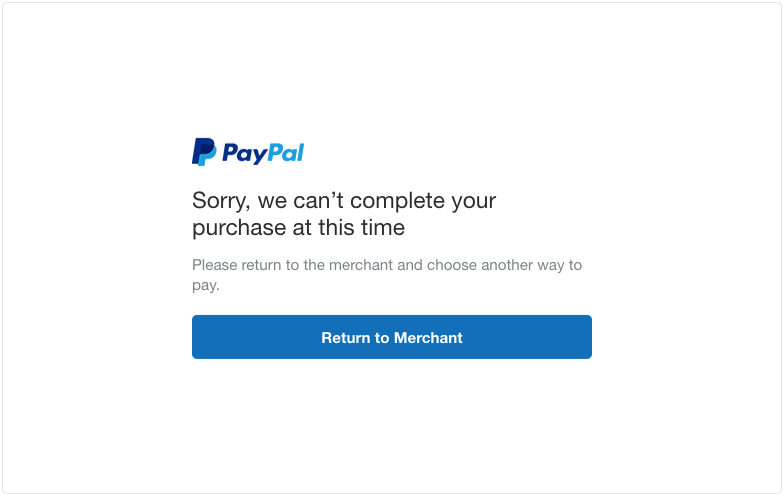 PayPal
Sorry, we can’t complete your
purchase at this time
Please return to the merchant and choose another way to
pay.
Return to Merchant